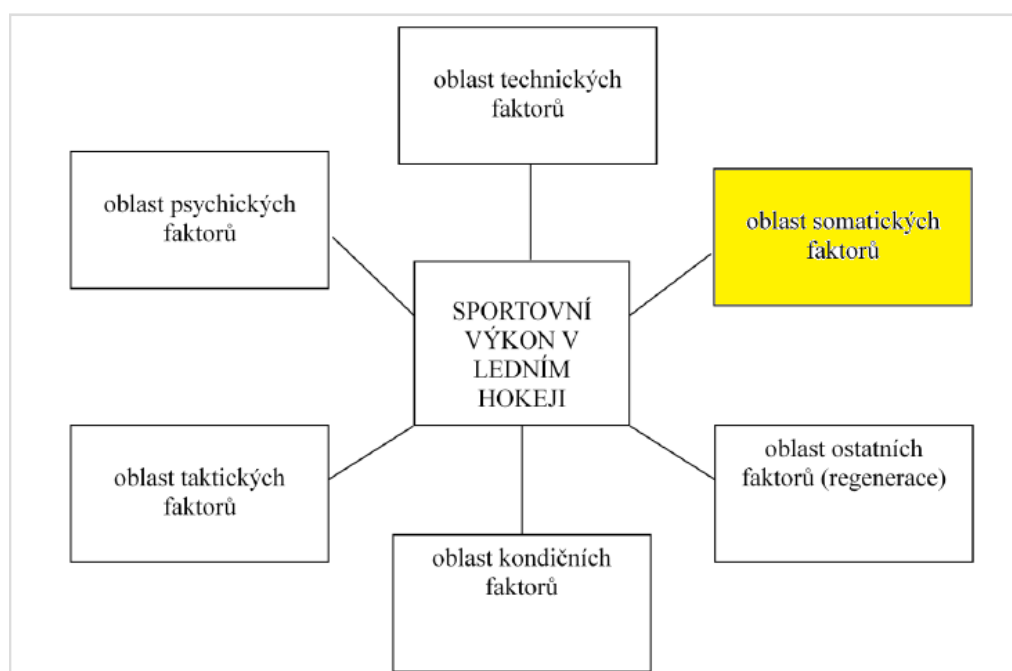 oblast technických
faktorů
oblast psychických
faktorů
oblast somatických
faktorů
SPORTOVNÍ
VÝKON V
LEDNÍM
HOKEJI
oblast taktických
faktorů
oblast ostatních
faktorů (regenerace)
oblast kondičních
faktorů